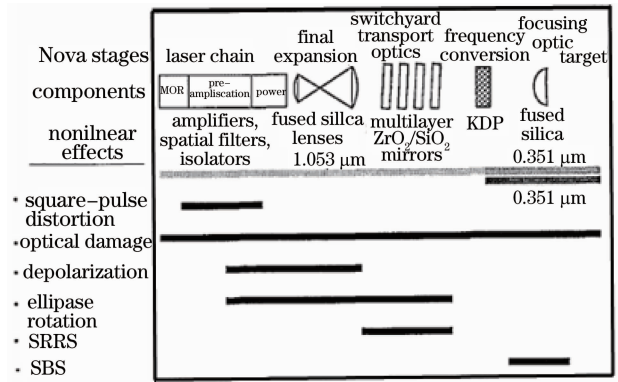 Nova stages
laser chain
final
expansion
switchyard
transport
optics
frequency
conversion
focusing
optic
target
components
MOR
pre-
ampliscation
power
nonilnear
effects
amplifiers,
spatial filters,
isolators
fused sillca
lenses
1.053 μm
multilayer
ZrO2/SiO2
mirrors
KDP
fused
silica
0.351 μm
0.351 μm
· square-pulse
distortion
·optical damage
· depolarization
· ellipase
rotation
· SRRS
· SBS